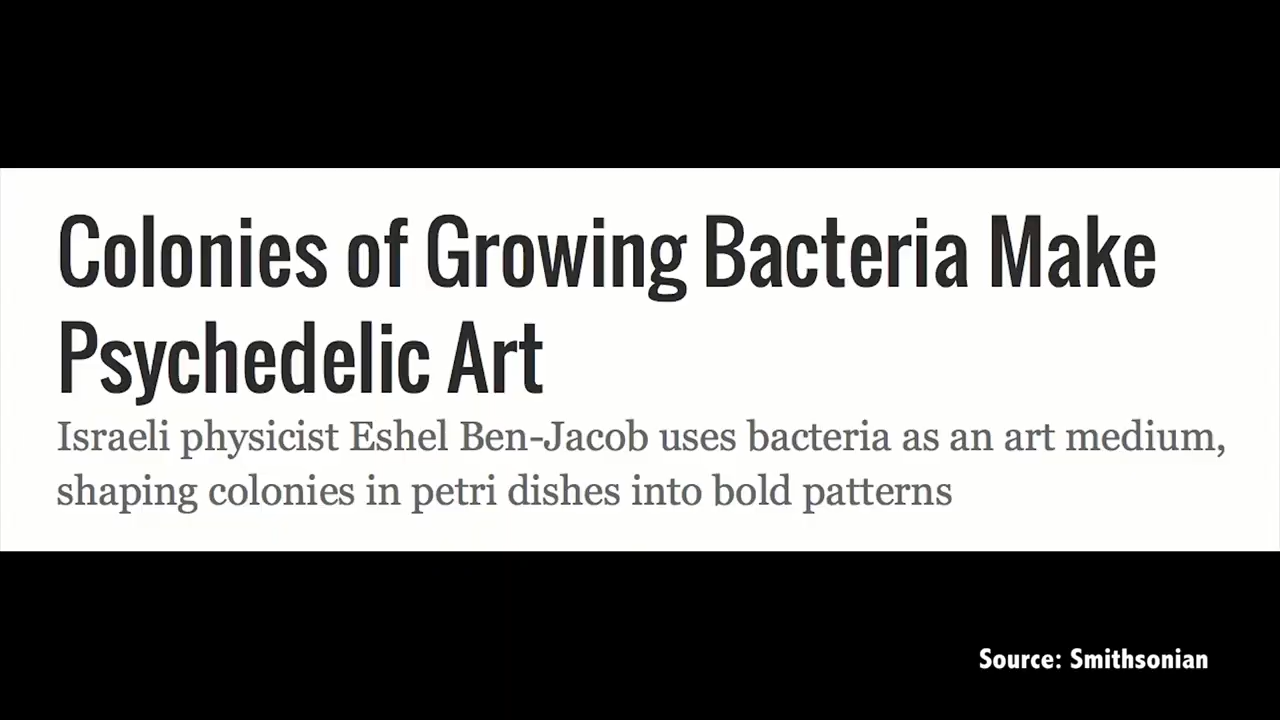 Colonies of Growing Bacteria Make
Psychedelic Art
Israeli physicist Eshel Ben-Jacob uses bacteria as an art medium,
shaping colonies in petri dishes into bold patterns
Source: Smithsonian